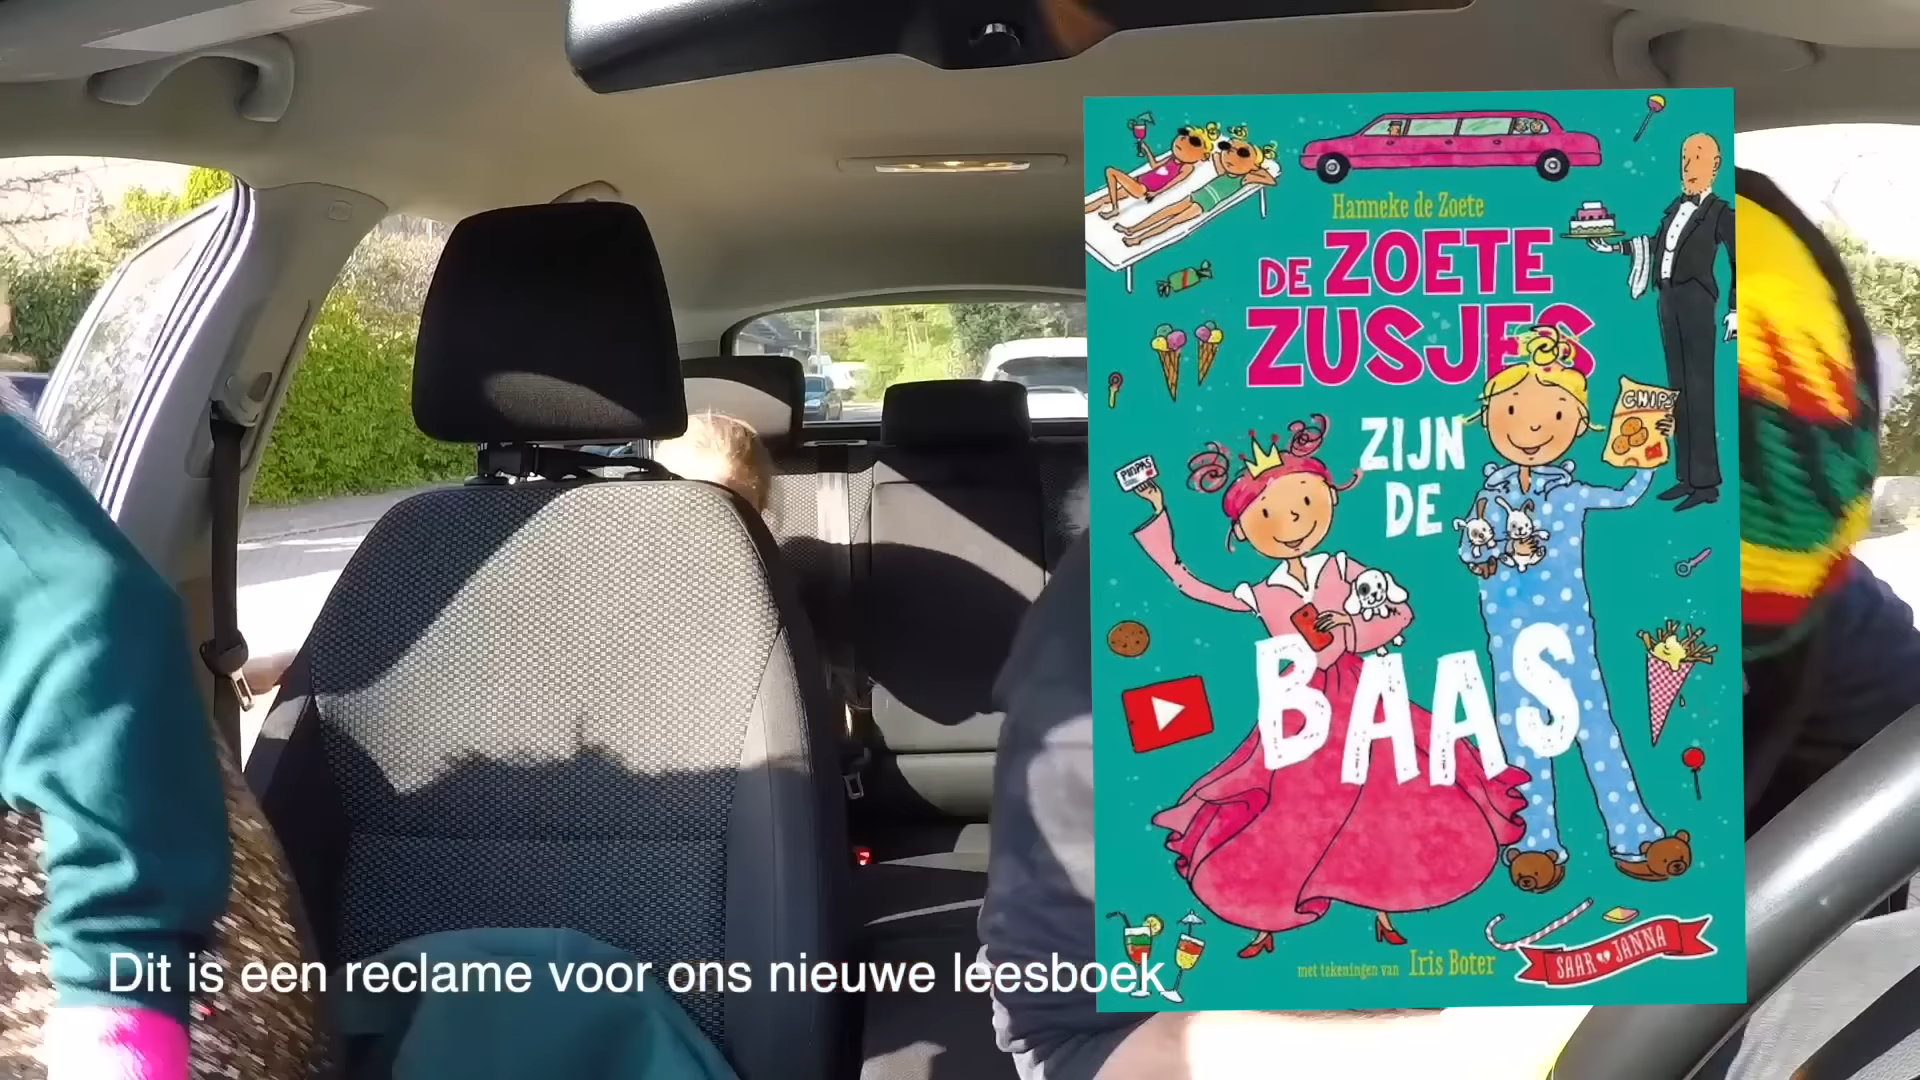 Hanneke de Zoete
DE ZOETE
ZUSJES
ZIJN
DE
CHIPS
PINPAS
BAAS
met tekeningen van Iris Boter
SAAR JANNA
Dit is een reclame voor ons nieuwe leesboek